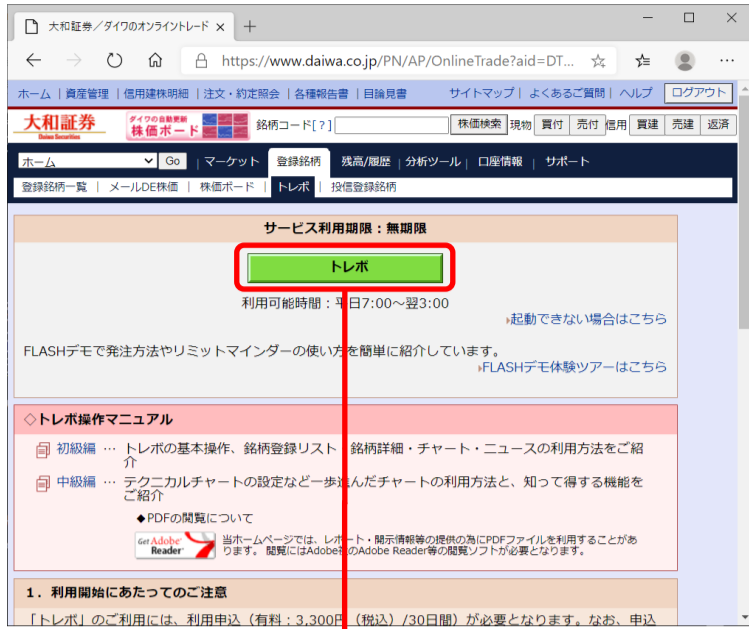 大和証券／ダイワのオンライントレード
https://www.daiwa.co.jp/PN/AP/OnlineTrade?aid=DT...
ホーム | 資産管理 | 信用建株明細 | 注文・約定照会 | 各種報告書 | 目論見書 サイトマップ | よくあるご質問 | ヘルプ ログアウト
大和証券 Daiwa Securities ダイワの自動更新 株価ボード 銘柄コード[?] 株価検索 現物 買付 売付 信用 買建 売建 返済
ホーム Go | マーケット 登録銘柄 残高/履歴 | 分析ツール | 口座情報 | サポート
登録銘柄一覧 | メールDE株価 | 株価ボード | トレボ | 投信登録銘柄
サービス利用期限：無期限
トレボ
利用可能時間：平日7:00～翌3:00
起動できない場合はこちら
FLASHデモで発注方法やリミットマインダーの使い方を簡単に紹介しています。
FLASHデモ体験ツアーはこちら
◇トレボ操作マニュアル
初級編 … トレボの基本操作、銘柄登録リスト・銘柄詳細・チャート・ニュースの利用方法をご紹
介
中級編 … テクニカルチャートの設定など一歩進んだチャートの利用方法と、知って得する機能を
ご紹介
◆PDFの閲覧について
Get Adobe Reader 当ホームページでは、レポート・開示情報等の提供の為にPDFファイルを利用することがあ
ります。 閲覧にはAdobe社のAdobe Reader等の閲覧ソフトが必要となります。
1．利用開始にあたってのご注意
「トレボ」のご利用には、利用申込（有料：3,300円（税込）/30日間）が必要となります。なお、申込